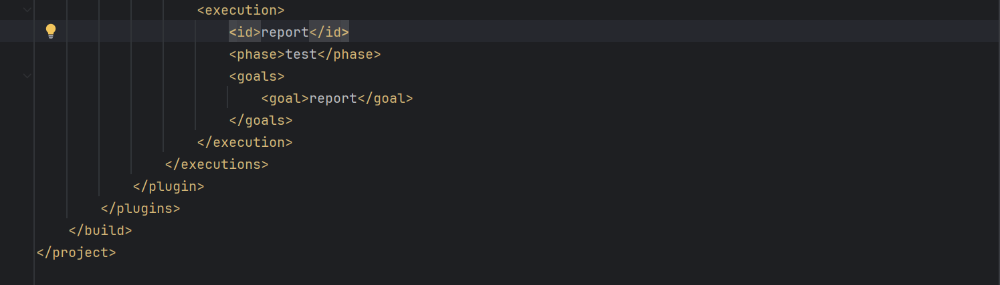 <execution>
<id>report</id>
<phase>test</phase>
<goals>
<goal>report</goal>
</goals>
</execution>
</executions>
</plugin>
</plugins>
</build>
</project>